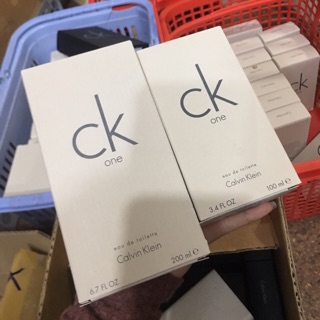 ck
one
eau de toilette
Calvin Klein
6.7 FL OZ
200 ml ℮
ck
one
eau de toilette
Calvin Klein
3.4 FL OZ
100 ml ℮